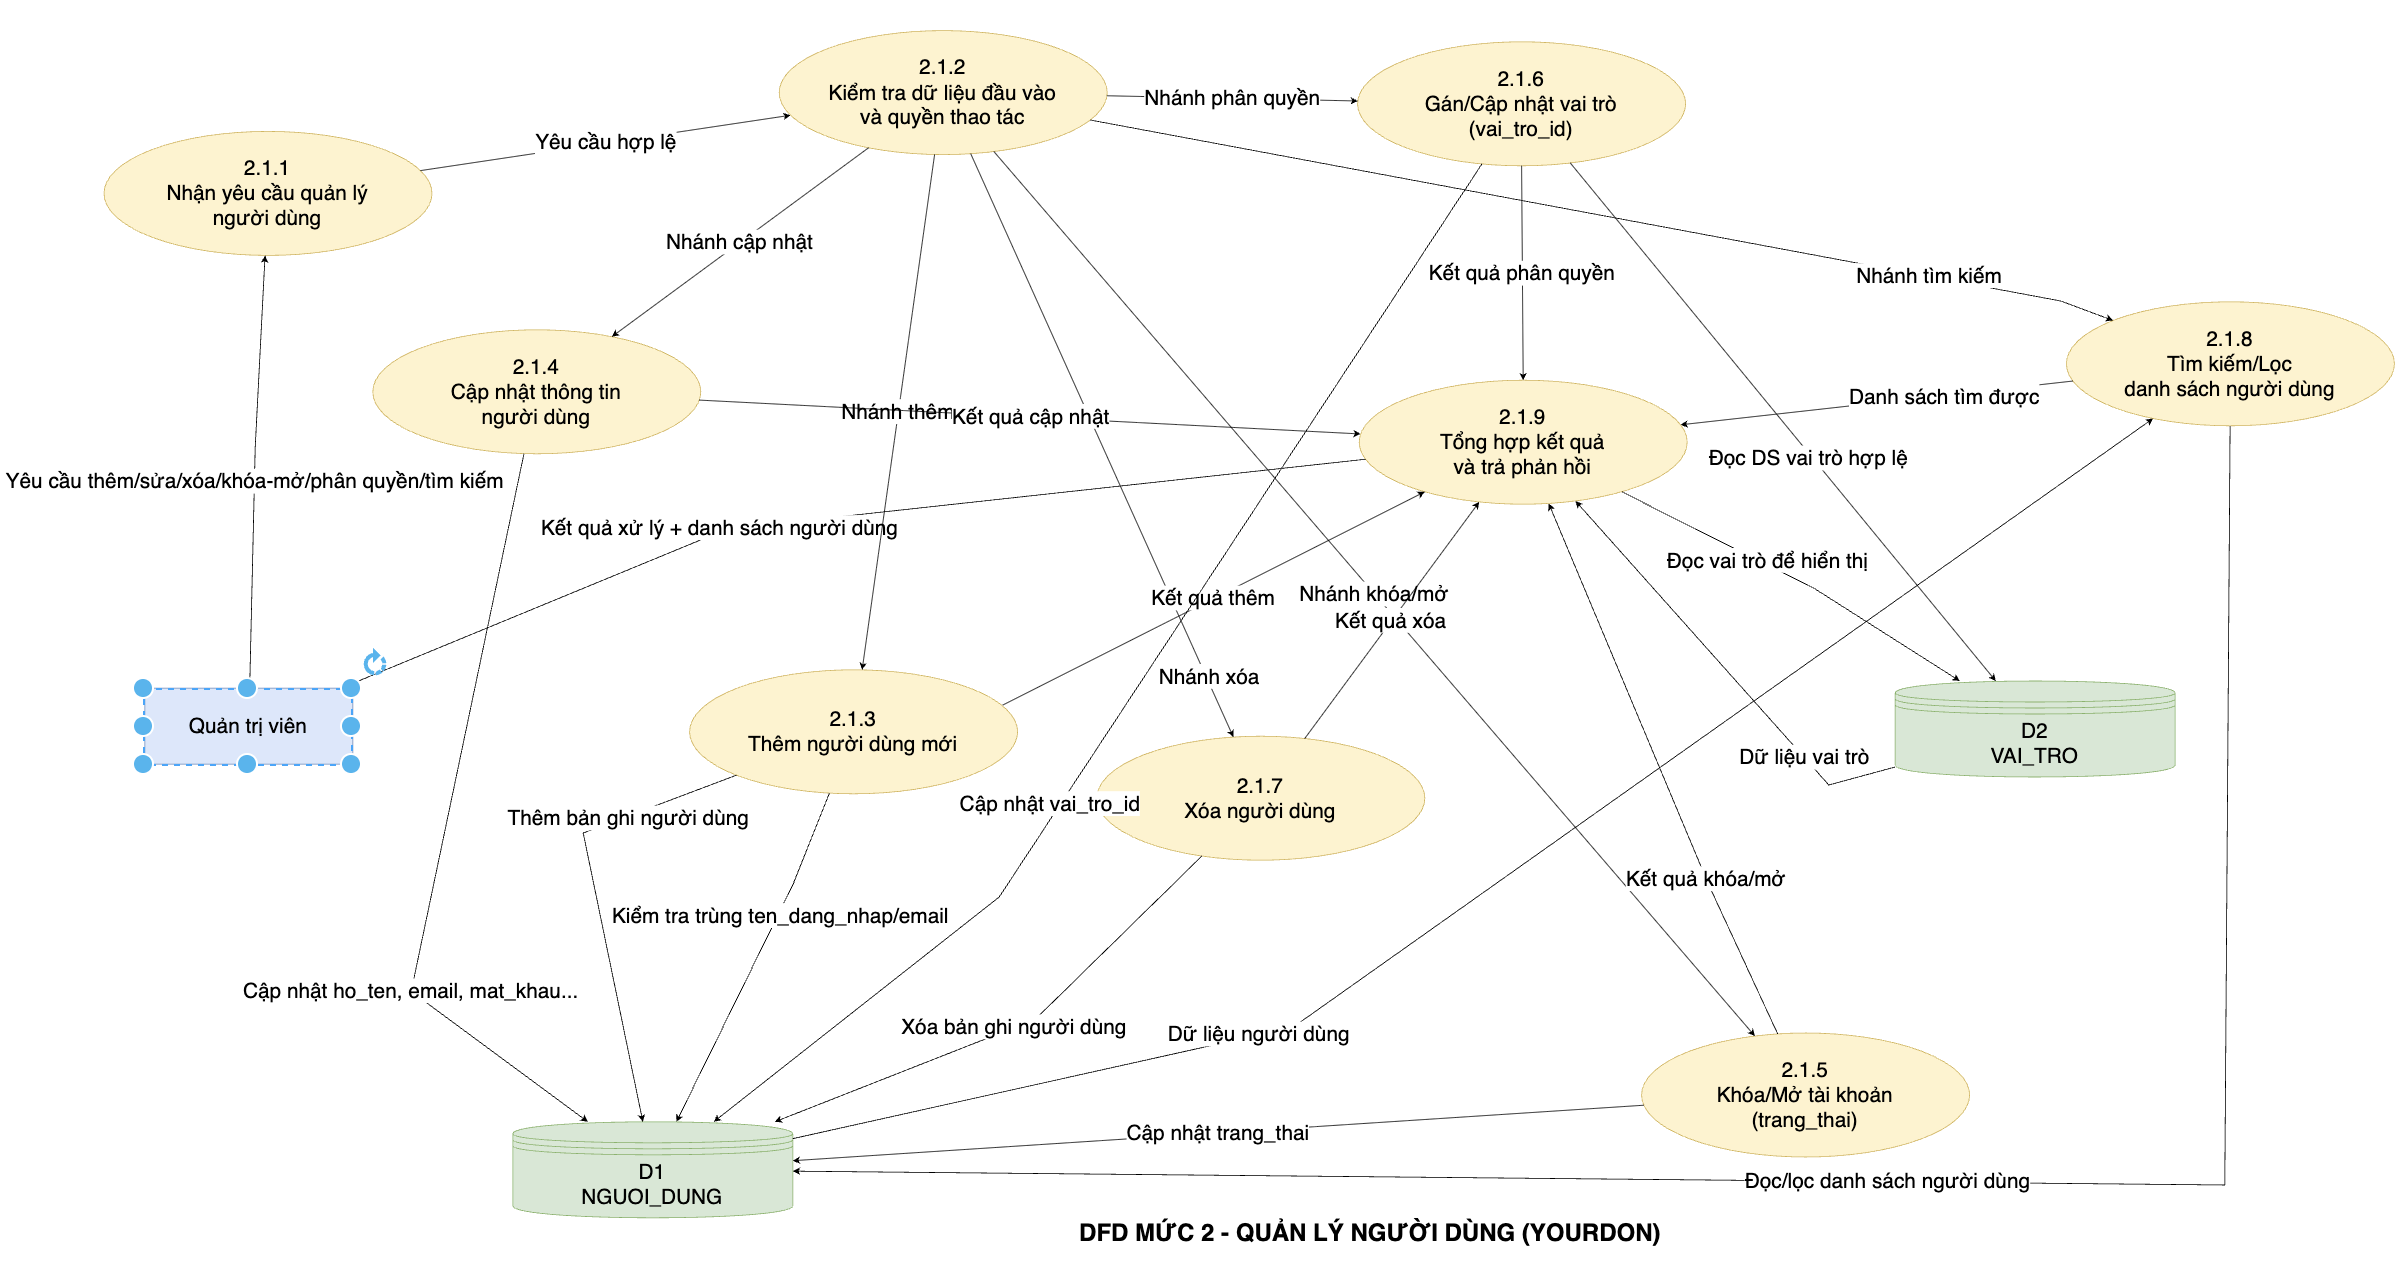 2.1.2
Kiểm tra dữ liệu đầu vào
và quyền thao tác
Nhánh phân quyền
2.1.6
Gán/Cập nhật vai trò
(vai_tro_id)
Yêu cầu hợp lệ
2.1.1
Nhận yêu cầu quản lý
người dùng
Nhánh cập nhật
Kết quả phân quyền
Nhánh tìm kiếm
2.1.8
Tìm kiếm/Lọc
danh sách người dùng
2.1.4
Cập nhật thông tin
người dùng
Nhánh thêm
Kết quả cập nhật
2.1.9
Tổng hợp kết quả
và trả phản hồi
Danh sách tìm được
Đọc DS vai trò hợp lệ
Yêu cầu thêm/sửa/xóa/khóa-mở/phân quyền/tìm kiếm
Kết quả xử lý + danh sách người dùng
Đọc vai trò để hiển thị
Kết quả thêm
Nhánh khóa/mở
Kết quả xóa
Nhánh xóa
Quản trị viên
2.1.3
Thêm người dùng mới
D2
VAI_TRO
Dữ liệu vai trò
2.1.7
Xóa người dùng
Cập nhật vai_tro_id
Thêm bản ghi người dùng
Kết quả khóa/mở
Kiểm tra trùng ten_dang_nhap/email
Cập nhật ho_ten, email, mat_khau...
Xóa bản ghi người dùng
Dữ liệu người dùng
2.1.5
Khóa/Mở tài khoản
(trang_thai)
Cập nhật trang_thai
D1
NGUOI_DUNG
Đọc/lọc danh sách người dùng
DFD MỨC 2 - QUẢN LÝ NGƯỜI DÙNG (YOURDON)